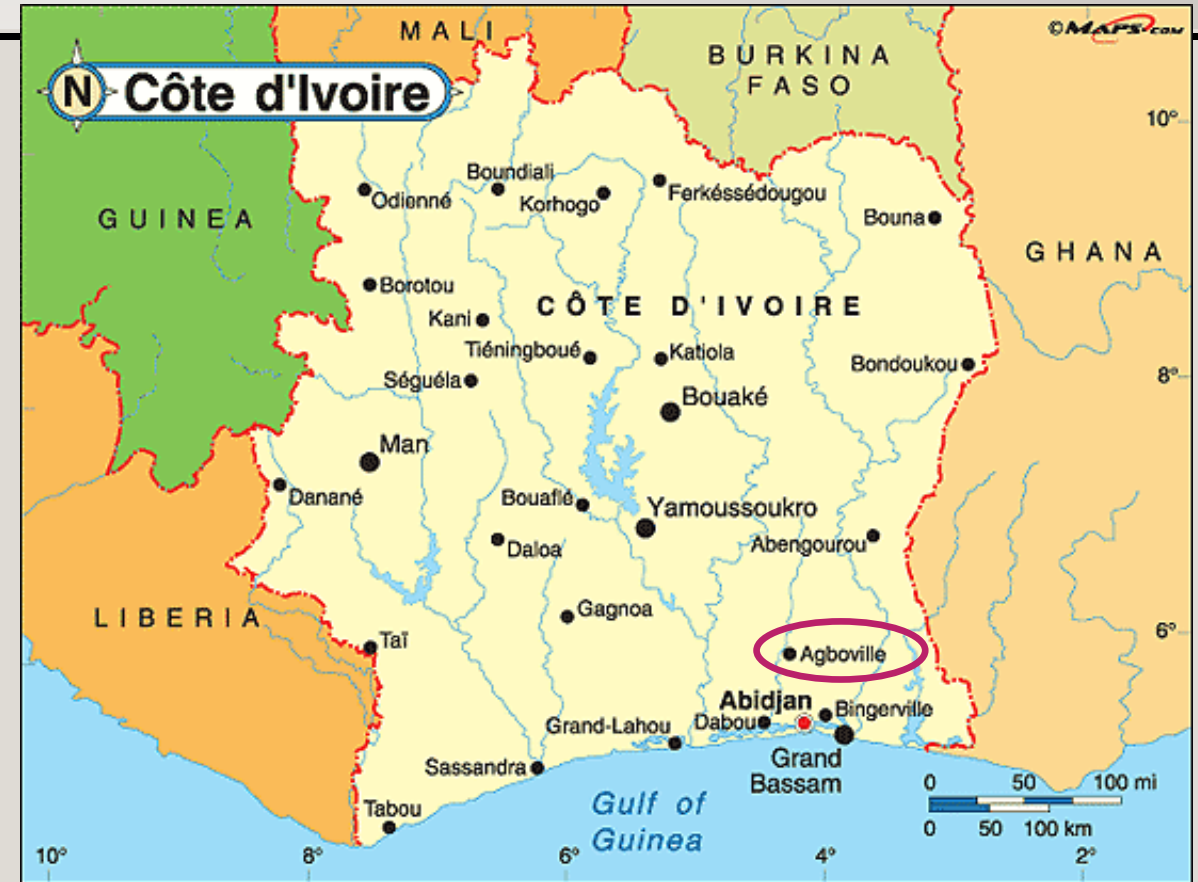 MALI
©MAPS.COM
BURKINA
FASO
N
Côte d'Ivoire
10°
Boundiali
Odienné
Korhogo
Ferkéssédougou
GUINEA
Bouna
GHANA
Borotou
CÔTE D'IVOIRE
Kani
Tiéningboué
Katiola
Bondoukou
8°
Séguéla
Bouaké
Man
Danané
Bouaflé
Yamoussoukro
Daloa
Abengourou
Gagnoa
LIBERIA
6°
Taï
Agboville
Abidjan
Bingerville
Grand-Lahou
Dabou
Grand
Bassam
Sassandra
Tabou
Gulf of
Guinea
0 50 100 mi
0 50 100 km
10°
8°
6°
4°
2°